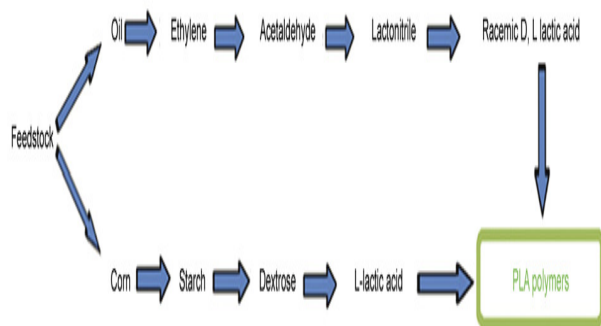 Oil
Ethylene
Acetaldehyde
Lactonitrile
Racemic D, L lactic acid
Feedstock
Corn
Starch
Dextrose
L-lactic acid
PLA polymers